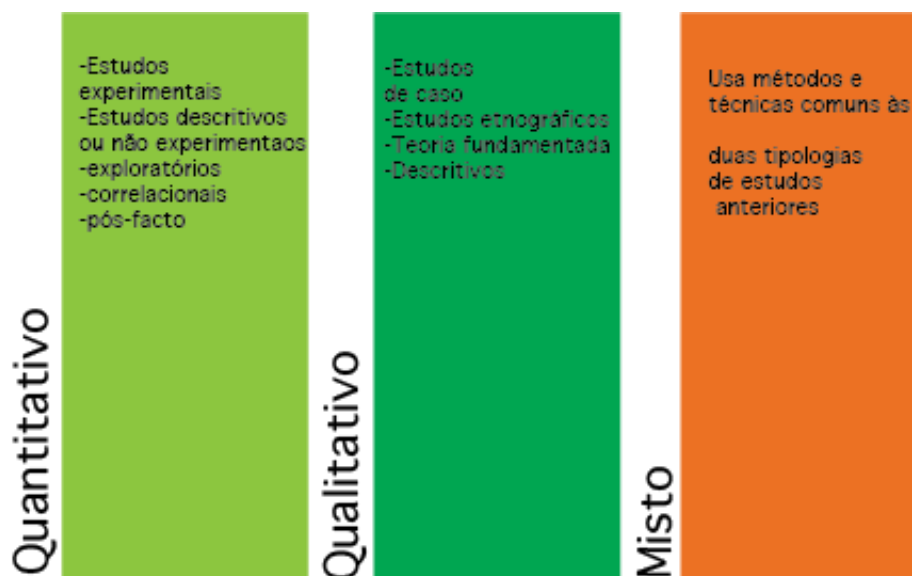 Quantitativo
-Estudos
experimentais
-Estudos descritivos
ou não experimentaos
-exploratórios
-correlacionais
-pós-facto
Qualitativo
-Estudos
de caso
-Estudos etnográficos
-Teoria fundamentada
-Descritivos
Misto
Usa métodos e
técnicas comuns às
duas tipologias
de estudos
anteriores